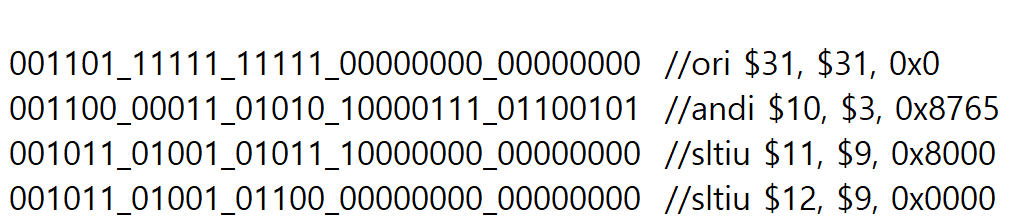 001101_11111_11111_00000000_00000000 //ori $31, $31, 0x0
001100_00011_01010_10000111_01100101 //andi $10, $3, 0x8765
001011_01001_01011_10000000_00000000 //sltiu $11, $9, 0x8000
001011_01001_01100_00000000_00000000 //sltiu $12, $9, 0x0000